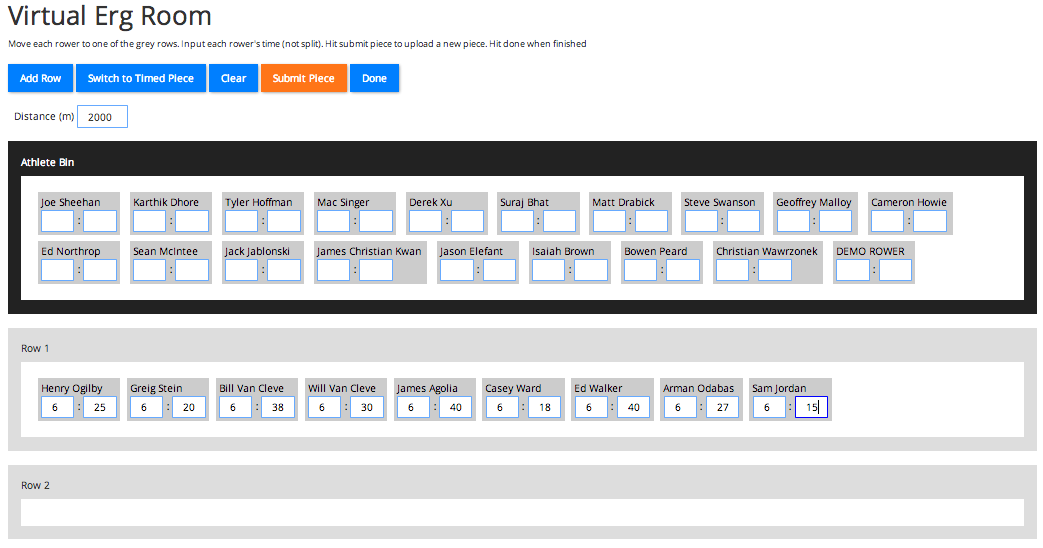 Virtual Erg Room
Move each rower to one of the grey rows. Input each rower's time (not split). Hit submit piece to upload a new piece. Hit done when finished
Add Row Switch to Timed Piece Clear Submit Piece Done
Distance (m) 2000
Athlete Bin
Joe Sheehan Karthik Dhore Tyler Hoffman Mac Singer Derek Xu Suraj Bhat Matt Drabick Steve Swanson Geoffrey Malloy Cameron Howie
: : : : : : : : : :
Ed Northrop Sean McIntee Jack Jablonski James Christian Kwan Jason Elefant Isaiah Brown Bowen Peard Christian Wawrzonek DEMO ROWER
: : : : : : : : :
Row 1
Henry Ogilby Greig Stein Bill Van Cleve Will Van Cleve James Agolia Casey Ward Ed Walker Arman Odabas Sam Jordan
6 : 25 6 : 20 6 : 38 6 : 30 6 : 40 6 : 18 6 : 40 6 : 27 6 : 15
Row 2